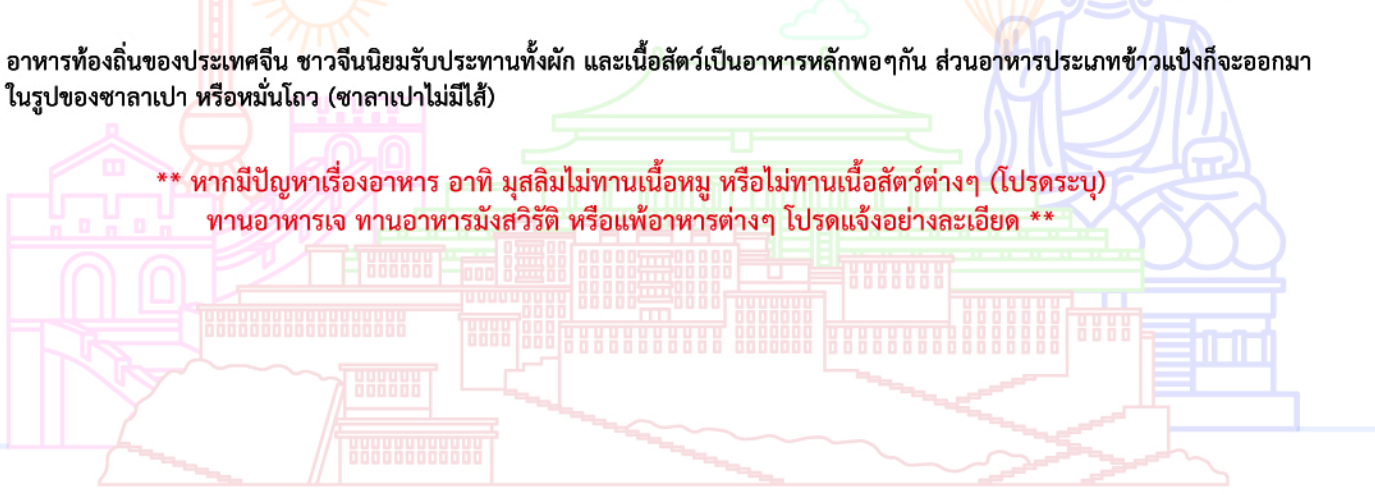 อาหารท้องถิ่นของประเทศจีน ชาวจีนนิยมรับประทานทั้งผัก และเนื้อสัตว์เป็นอาหารหลักพอๆกัน ส่วนอาหารประเภทข้าวแป้งก็จะออกมา
ในรูปของซาลาเปา หรือหมั่นโถว (ซาลาเปาไม่มีไส้)
** หากมีปัญหาเรื่องอาหาร อาทิ มุสลิมไม่ทานเนื้อหมู หรือไม่ทานเนื้อสัตว์ต่างๆ (โปรดระบุ)
ทานอาหารเจ ทานอาหารมังสวิรัติ หรือแพ้อาหารต่างๆ โปรดแจ้งอย่างละเอียด **